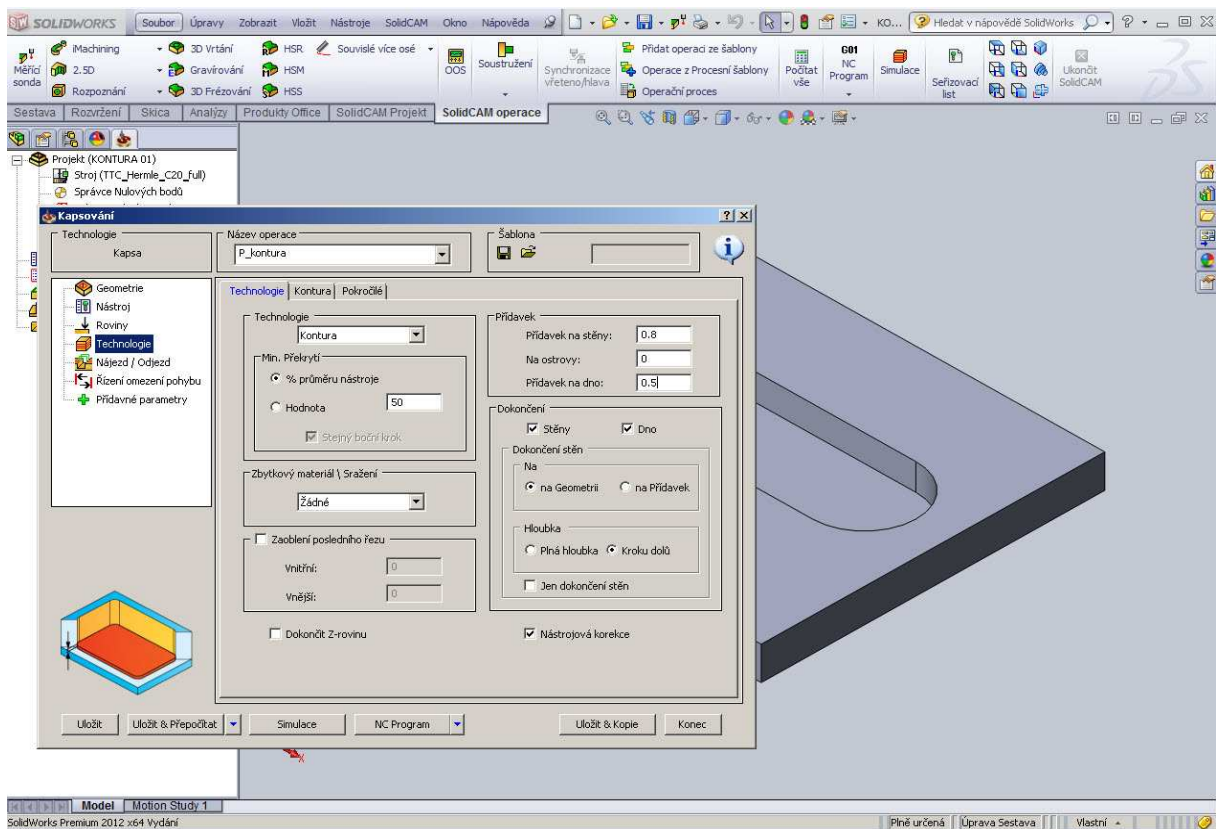 SOLIDWORKS Soubor Úpravy Zobrazit Vložit Nástroje SolidCAM Okno Nápověda KO... Hledat v nápovědě SolidWorks
Měřící sonda
iMachining
2.5D
Rozpoznání
3D Vrtání
Gravírování
3D Frézování
HSR
HSM
HSS
Souvislé více osé
OOS
Soustružení
Synchronizace vřeteno/hlava
Přidat operaci ze šablony
Operace z Procesní šablony
Operační proces
Počítat vše
G01
NC Program
Simulace
Seřizovací list
Ukončit SolidCAM
Sestava Rozvržení Skica Analýzy Produkty Office SolidCAM Projekt SolidCAM operace
Projekt (KONTURA 01)
Stroj (TTC_Hermle_C20_full)
Správce Nulových bodů
Kapsování
Technologie
Kapsa
Název operace
P_kontura
Šablona
Geometrie
Nástroj
Roviny
Technologie
Nájezd / Odjezd
Řízení omezení pohybu
Přídavné parametry
Technologie Kontura Pokročilé
Technologie
Kontura
Min. Překrytí
% průměru nástroje
Hodnota 50
Stejný boční krok
Zbytkový materiál \ Sražení
Žádné
Zaoblení posledního řezu
Vnitřní: 0
Vnější: 0
Dokončit Z-rovinu
Přídavek
Přídavek na stěny: 0.8
Na ostrovy: 0
Přídavek na dno: 0.5
Dokončení
Stěny Dno
Dokončení stěn
Na
na Geometrii na Přídavek
Hloubka
Plná hloubka Kroku dolů
Jen dokončení stěn
Nástrojová korekce
Uložit Uložit & Přepočítat Simulace NC Program Uložit & Kopie Konec
X
Model Motion Study 1
SolidWorks Premium 2012 x64 Vydání Plně určená Úprava Sestava Vlastní